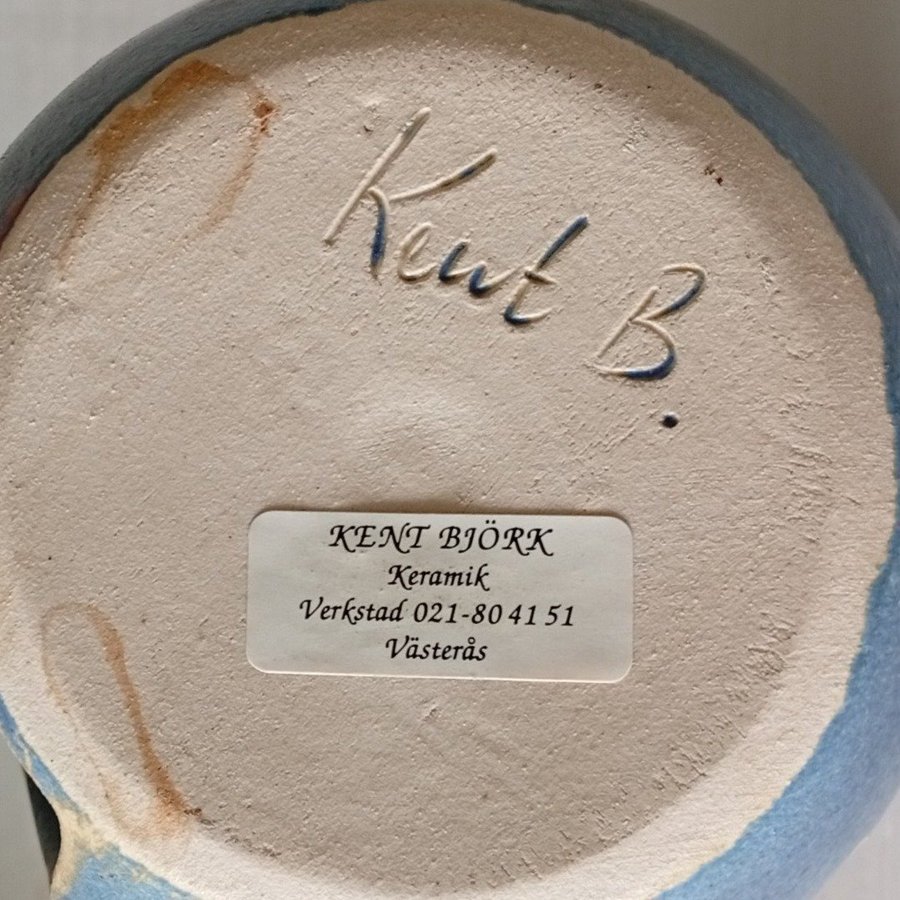 Kent B.
KENT BJÖRK
Keramik
Verkstad 021-80 41 51
Västerås